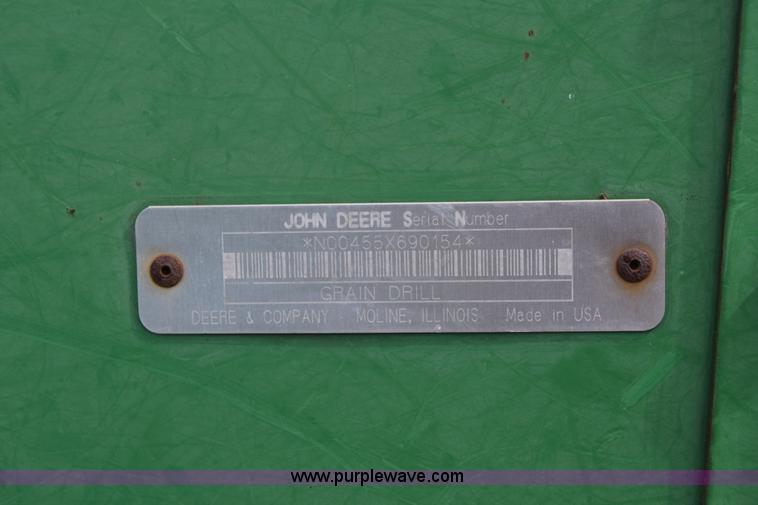 JOHN DEERE Serial Number
*N00455X690154*
GRAIN DRILL
DEERE & COMPANY MOLINE, ILLINOIS Made in USA
www.purplewave.com